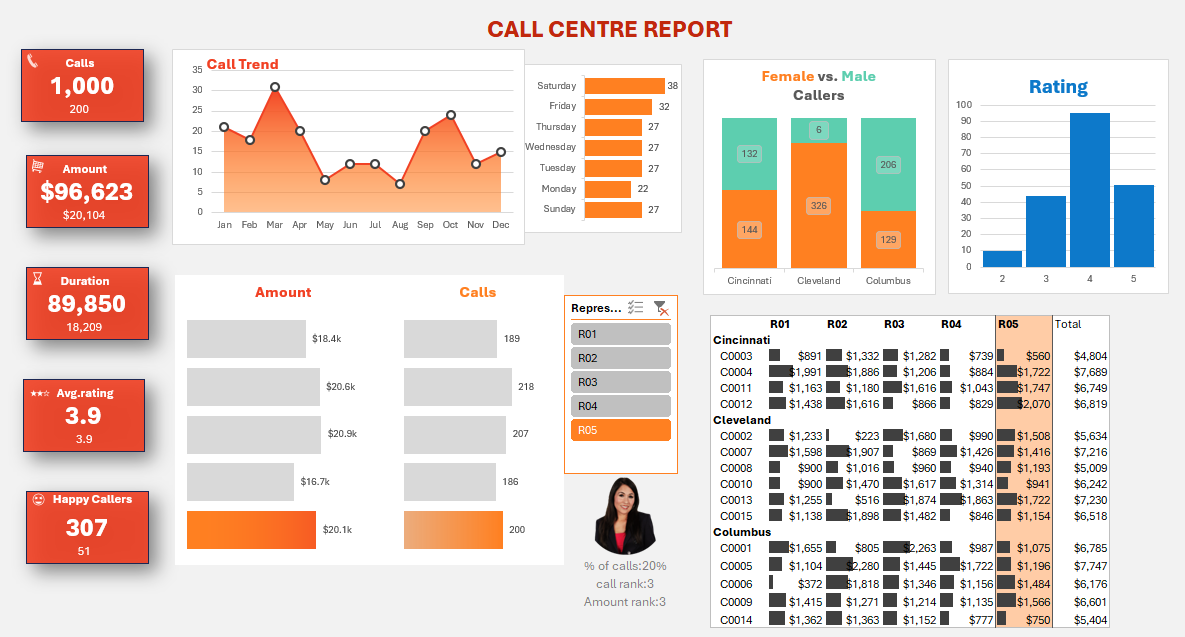 CALL CENTRE REPORT
Calls
1,000
200
Amount
$96,623
$20,104
Duration
89,850
18,209
Avg.rating
3.9
3.9
Happy Callers
307
51
Call Trend
35
30
25
20
15
10
5
0
Jan Feb Mar Apr May Jun Jul Aug Sep Oct Nov Dec
Saturday 38
Friday 32
Thursday 27
Wednesday 27
Tuesday 27
Monday 22
Sunday 27
Female vs. Male
Callers
132 6 206
144 326 129
Cincinnati Cleveland Columbus
Rating
100
90
80
70
60
50
40
30
20
10
0
2 3 4 5
Amount Calls
$18.4k 189
$20.6k 218
$20.9k 207
$16.7k 186
$20.1k 200
Repres...
R01
R02
R03
R04
R05
% of calls:20%
call rank:3
Amount rank:3
R01 R02 R03 R04 R05 Total
Cincinnati
C0003 $891 $1,332 $1,282 $739 $560 $4,804
C0004 $1,991 $1,886 $1,206 $884 $1,722 $7,689
C0011 $1,163 $1,180 $1,616 $1,043 $1,747 $6,749
C0012 $1,438 $1,616 $866 $829 $2,070 $6,819
Cleveland
C0002 $1,233 $223 $1,680 $990 $1,508 $5,634
C0007 $1,598 $1,907 $869 $1,426 $1,416 $7,216
C0008 $900 $1,016 $960 $940 $1,193 $5,009
C0010 $900 $1,470 $1,617 $1,314 $941 $6,242
C0013 $1,255 $516 $1,874 $1,863 $1,722 $7,230
C0015 $1,138 $1,898 $1,482 $846 $1,154 $6,518
Columbus
C0001 $1,655 $805 $2,263 $987 $1,075 $6,785
C0005 $1,104 $2,280 $1,445 $1,722 $1,196 $7,747
C0006 $372 $1,818 $1,346 $1,156 $1,484 $6,176
C0009 $1,415 $1,271 $1,214 $1,135 $1,566 $6,601
C0014 $1,362 $1,363 $1,152 $777 $750 $5,404